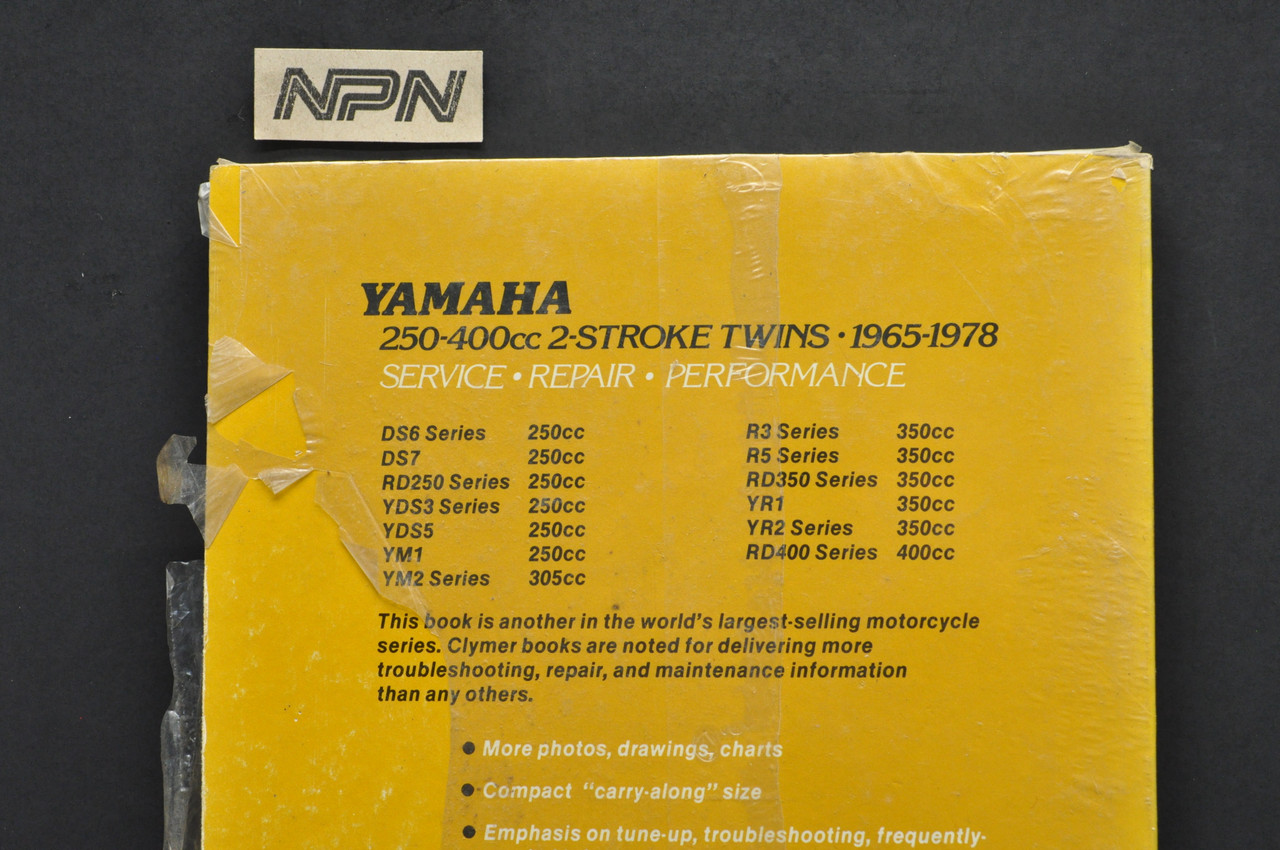 NPN
YAMAHA
250-400cc 2-STROKE TWINS • 1965-1978
SERVICE • REPAIR • PERFORMANCE
DS6 Series 250cc
DS7 250cc
RD250 Series 250cc
YDS3 Series 250cc
YDS5 250cc
YM1 250cc
YM2 Series 305cc
R3 Series 350cc
R5 Series 350cc
RD350 Series 350cc
YR1 350cc
YR2 Series 350cc
RD400 Series 400cc
This book is another in the world's largest-selling motorcycle
series. Clymer books are noted for delivering more
troubleshooting, repair, and maintenance information
than any others.
● More photos, drawings, charts
● Compact "carry-along" size
● Emphasis on tune-up, troubleshooting, frequently-